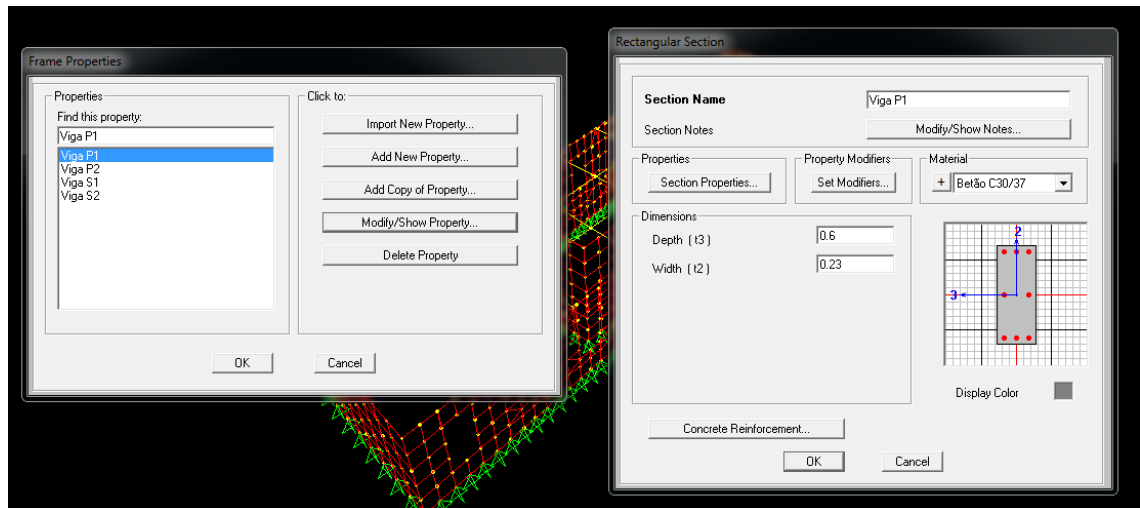 Frame Properties
Properties
Find this property:
Viga P1
Viga P1
Viga P2
Viga S1
Viga S2
Click to:
Import New Property...
Add New Property...
Add Copy of Property...
Modify/Show Property...
Delete Property
OK
Cancel
Rectangular Section
Section Name
Viga P1
Section Notes
Modify/Show Notes...
Properties
Section Properties...
Property Modifiers
Set Modifiers...
Material
+
Betão C30/37
Dimensions
Depth ( t3 )
0.6
Width ( t2 )
0.23
2
3
Display Color
Concrete Reinforcement...
OK
Cancel